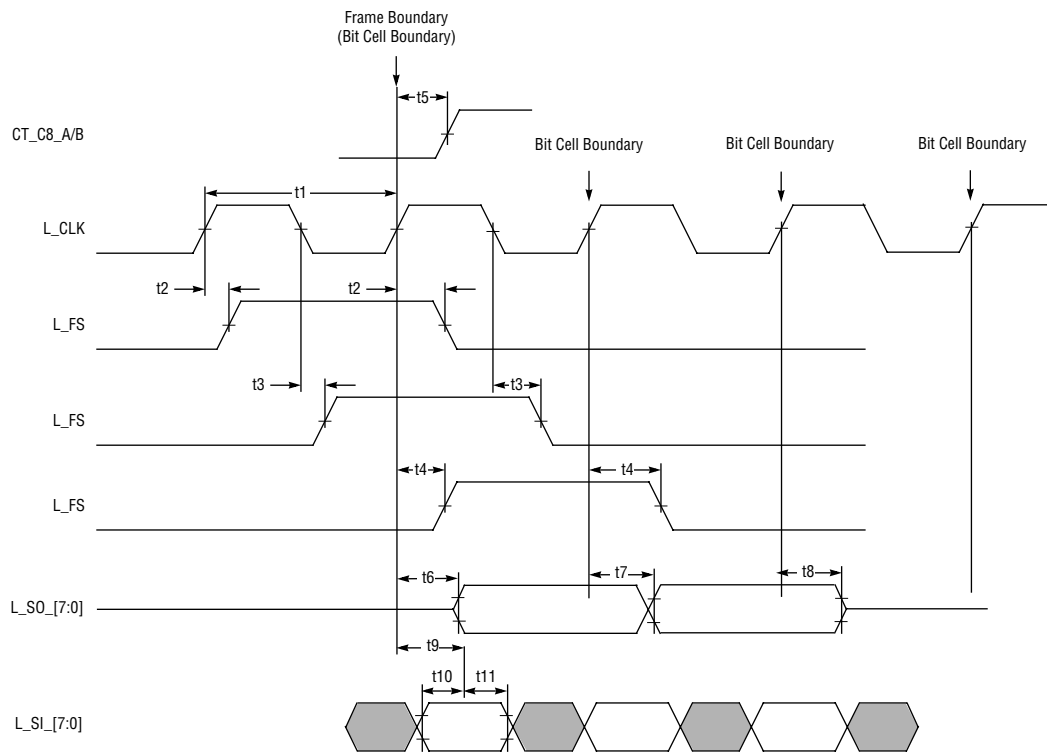 Frame Boundary
(Bit Cell Boundary)
t5
CT_C8_A/B
Bit Cell Boundary
Bit Cell Boundary
Bit Cell Boundary
t1
L_CLK
t2
t2
L_FS
t3
t3
L_FS
t4
t4
L_FS
t6
t7
t8
L_SO_[7:0]
t9
t10
t11
L_SI_[7:0]